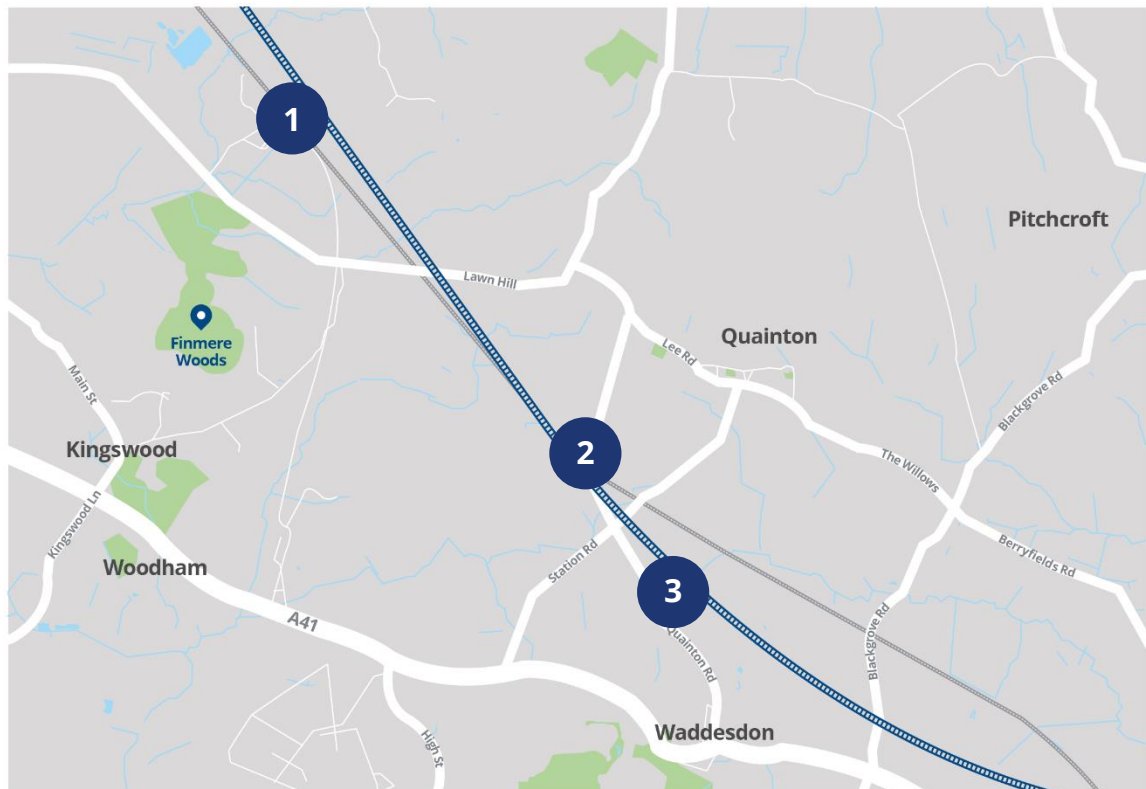 1
Pitchcroft
Lawn Hill
Finmere
Woods
Quainton
Lee Rd
Main St
Blackgrove Rd
Kingswood
2
The Willows
Kingswood Ln
Station Rd
Berryfields Rd
Woodham
3
A41
Quainton Rd
Blackgrove Rd
Waddesdon
High St